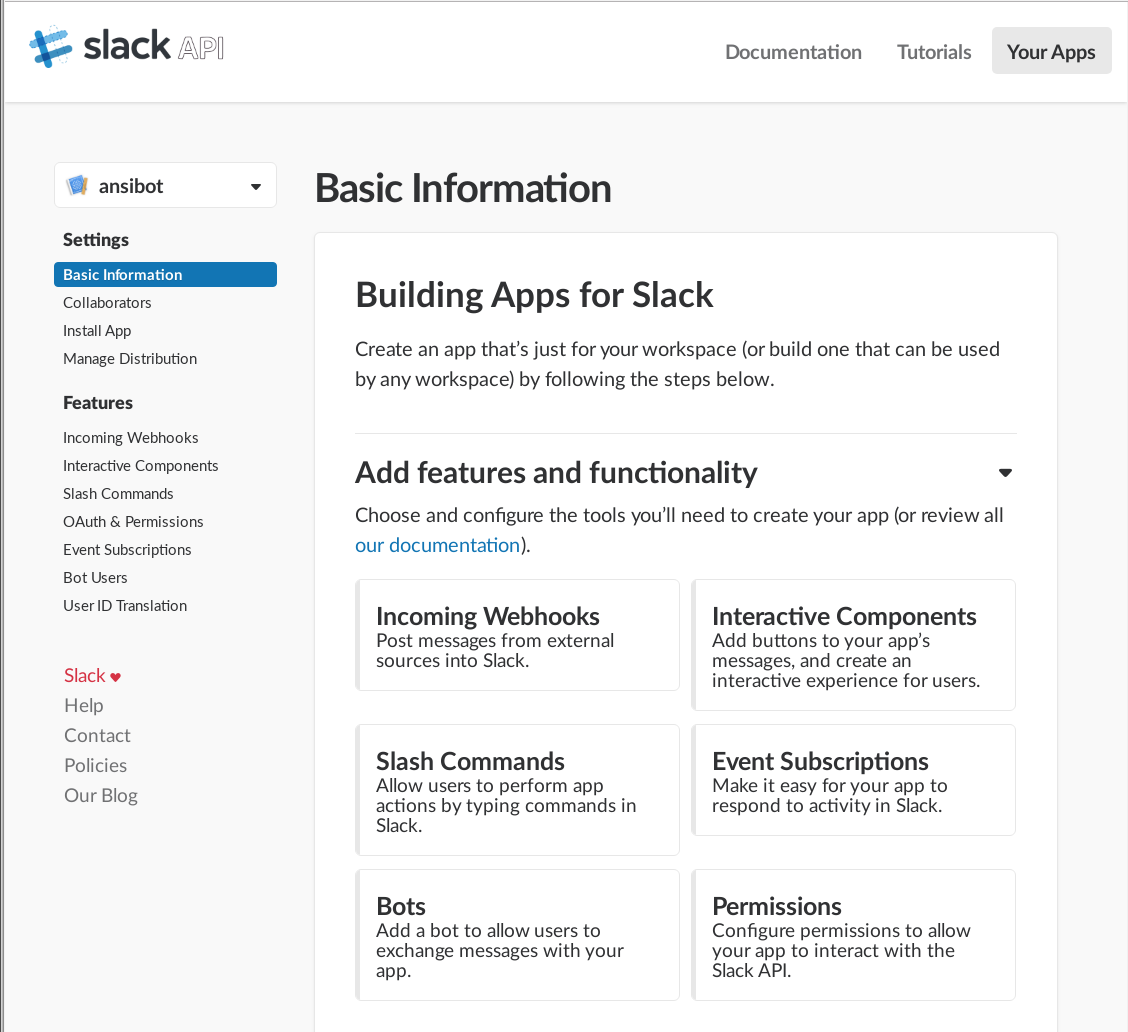 slack API
Documentation
Tutorials
Your Apps
ansibot
Settings
Basic Information
Collaborators
Install App
Manage Distribution
Features
Incoming Webhooks
Interactive Components
Slash Commands
OAuth & Permissions
Event Subscriptions
Bot Users
User ID Translation
Slack ♥
Help
Contact
Policies
Our Blog
Basic Information
Building Apps for Slack
Create an app that’s just for your workspace (or build one that can be used
by any workspace) by following the steps below.
Add features and functionality
Choose and configure the tools you’ll need to create your app (or review all
our documentation).
Incoming Webhooks
Post messages from external
sources into Slack.
Interactive Components
Add buttons to your app’s
messages, and create an
interactive experience for users.
Slash Commands
Allow users to perform app
actions by typing commands in
Slack.
Event Subscriptions
Make it easy for your app to
respond to activity in Slack.
Bots
Add a bot to allow users to
exchange messages with your
app.
Permissions
Configure permissions to allow
your app to interact with the
Slack API.